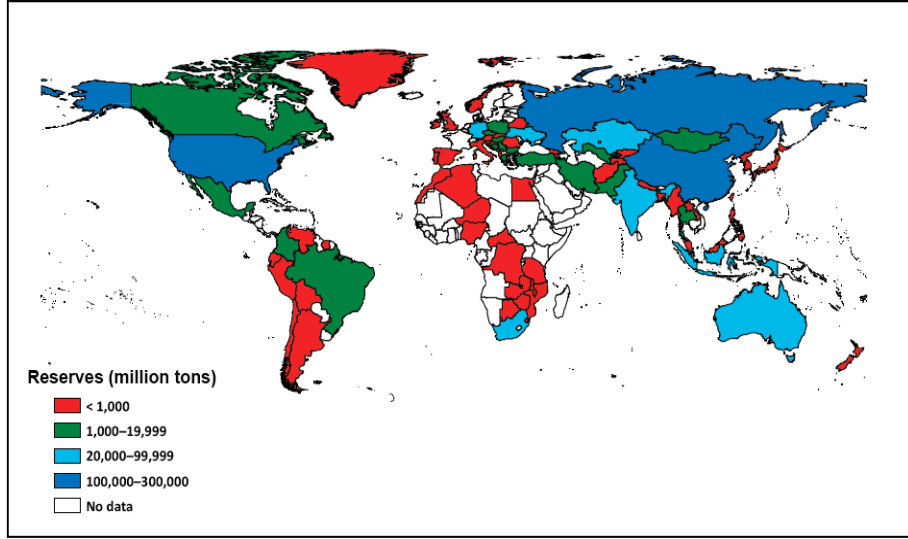 Reserves (million tons)
< 1,000
1,000–19,999
20,000–99,999
100,000–300,000
No data